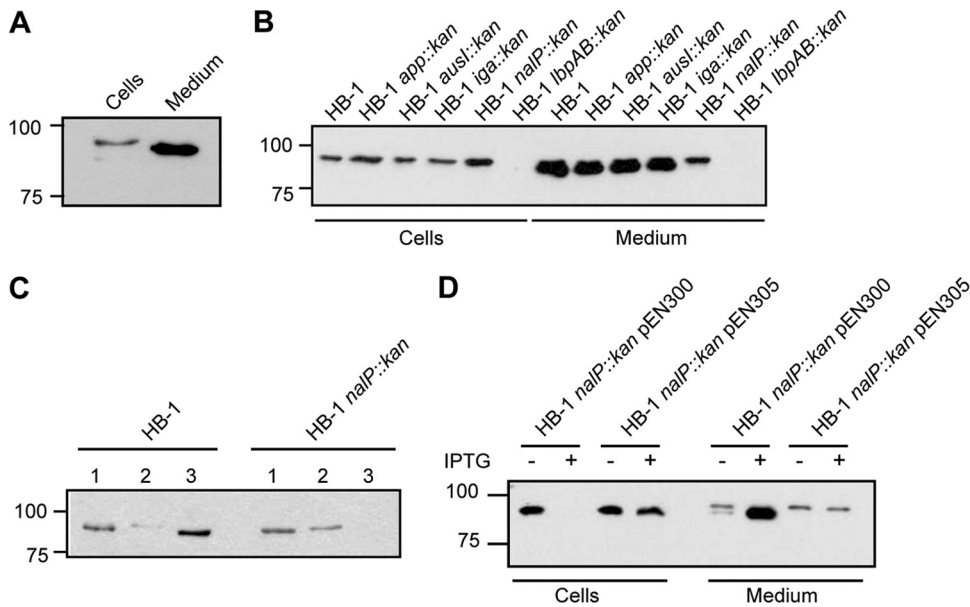 A
Cells Medium
100
75
B
HB-1 HB-1 app::kan HB-1 ausI::kan HB-1 iga::kan HB-1 nalP::kan HB-1 lbpAB::kan HB-1 HB-1 app::kan HB-1 ausI::kan HB-1 iga::kan HB-1 nalP::kan HB-1 lbpAB::kan
100
75
Cells Medium
C
HB-1 HB-1 nalP::kan
1 2 3 1 2 3
100
75
D
HB-1 nalP::kan pEN300 HB-1 nalP::kan pEN305 HB-1 nalP::kan pEN300 HB-1 nalP::kan pEN305
IPTG - + - + - + - +
100
75
Cells Medium